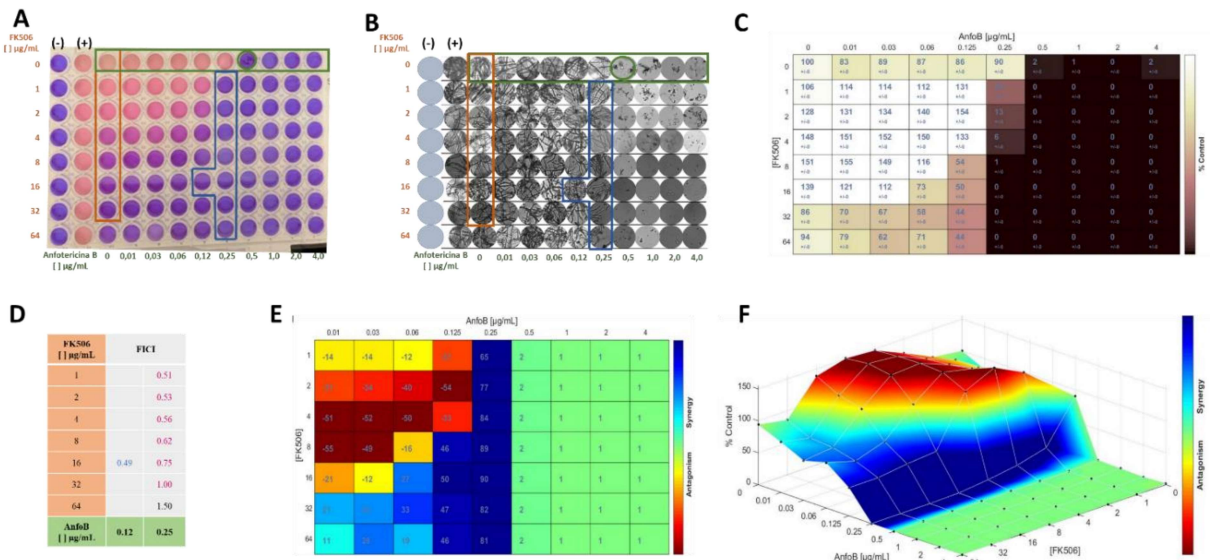 A
FK506
[ ] µg/mL
(-) (+)
0
1
2
4
8
16
32
64
Anfotericina B
[ ] µg/mL
0 0,01 0,03 0,06 0,12 0,25 0,5 1,0 2,0 4,0
B
FK506
[ ] µg/mL
(-) (+)
0
1
2
4
8
16
32
64
Anfotericina B
[ ] µg/mL
0 0,01 0,03 0,06 0,12 0,25 0,5 1,0 2,0 4,0
C
AnfoB [µg/mL]
0 0.01 0.03 0.06 0.125 0.25 0.5 1 2 4
[FK506]
% Control
0 100 83 89 87 86 90 2 1 0 2
1 106 114 114 112 131 0 0 0 0
2 128 131 134 140 154 13 0 0 0 0
4 148 151 152 150 133 6 0 0 0 0
8 151 155 149 116 54 1 0 0 0 0
16 139 121 112 73 50 0 0 0 0 0
32 86 70 67 58 44 0 0 0 0 0
64 94 79 62 71 44 0 0 0 0 0
D
FK506
[ ] µg/mL FICI
1 0.51
2 0.53
4 0.56
8 0.62
16 0.49 0.75
32 1.00
64 1.50
AnfoB
[ ] µg/mL 0.12 0.25
E
AnfoB [µg/mL]
0.01 0.03 0.06 0.125 0.25 0.5 1 2 4
[FK506]
Antagonism Synergy
1 -14 -14 -12 65 2 1 1 1
2 -34 -40 -54 77 2 1 1 1
4 -51 -52 -50 84 2 1 1 1
8 -55 -49 -16 46 89 2 1 1 1
16 -21 -12 27 50 90 2 1 1 1
32 33 47 82 2 1 1 1
64 11 46 81 2 1 1 1
F
% Control
150
100
50
0
0 0.01 0.03 0.06 0.125 0.25 0.5 1 2
AnfoB [µg/mL]
32 16 8 4 2 1 0
[FK506]
Antagonism Synergy